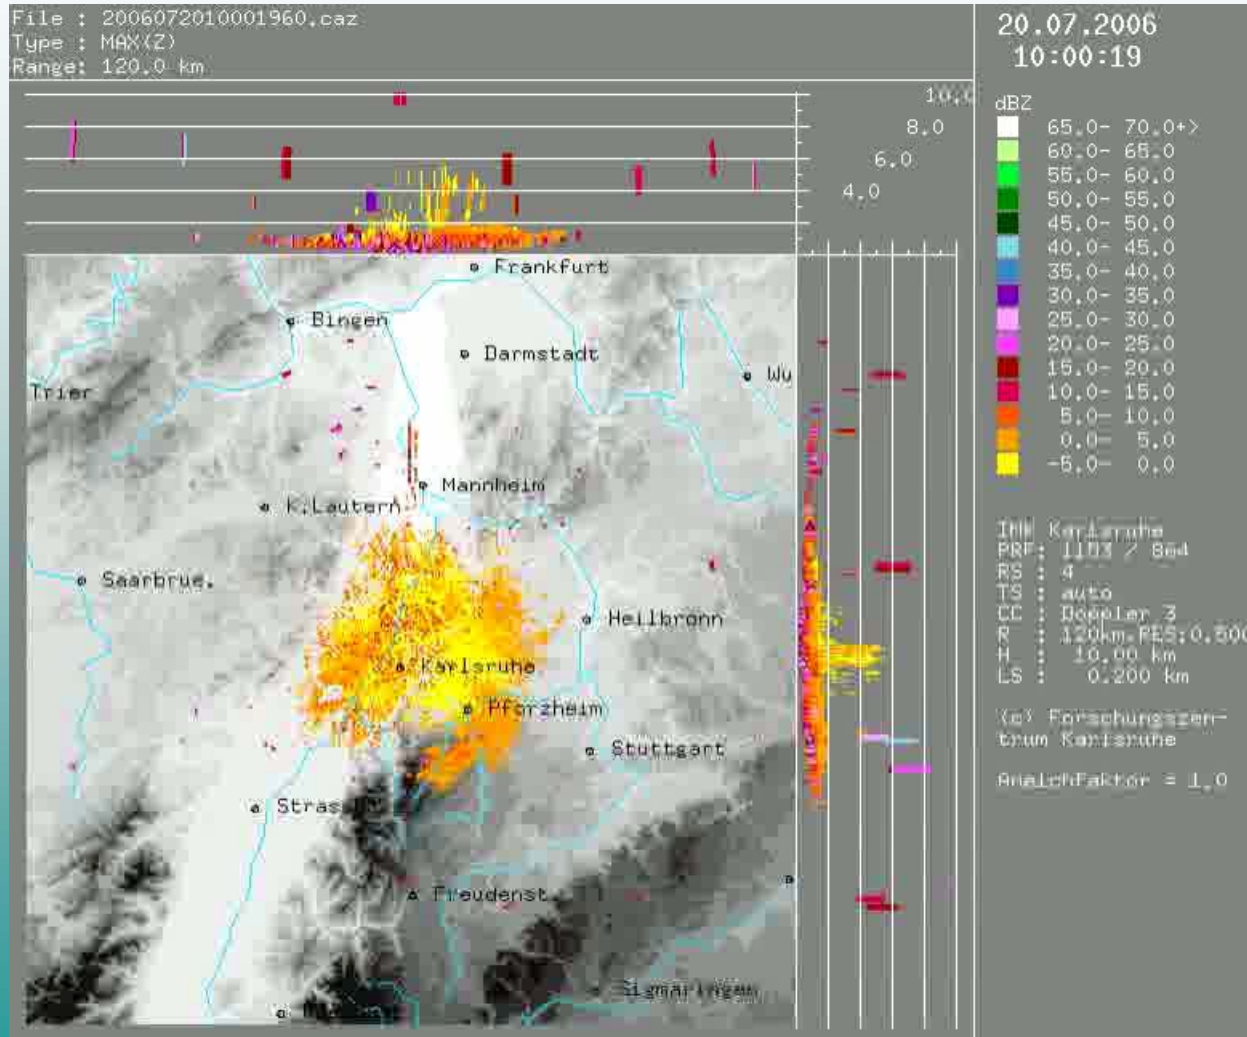 File : 2006072010001960.caz
Type : MAX(Z)
Range: 120.0 km
20.07.2006
10:00:19
10.0
8.0
6.0
4.0
dBZ
65.0- 70.0+>
60.0- 65.0
55.0- 60.0
50.0- 55.0
45.0- 50.0
40.0- 45.0
35.0- 40.0
30.0- 35.0
25.0- 30.0
20.0- 25.0
15.0- 20.0
10.0- 15.0
5.0- 10.0
0.0- 5.0
-5.0- 0.0
Frankfurt
Bingen
Darmstadt
Trier
Wu
Mannheim
K.Lautern
Saarbrue.
Heilbronn
Karlsruhe
Pforzheim
Stuttgart
Stras
Freudenst.
Sigmaringen
IMK Karlsruhe
PRF:
RS : 4
TS : auto
CC : Doppler 3
R : 120km,RES:0.500
H : 10.00 km
LS : 0.200 km
(c) Forschungszen-
trum Karlsruhe
= 1.0